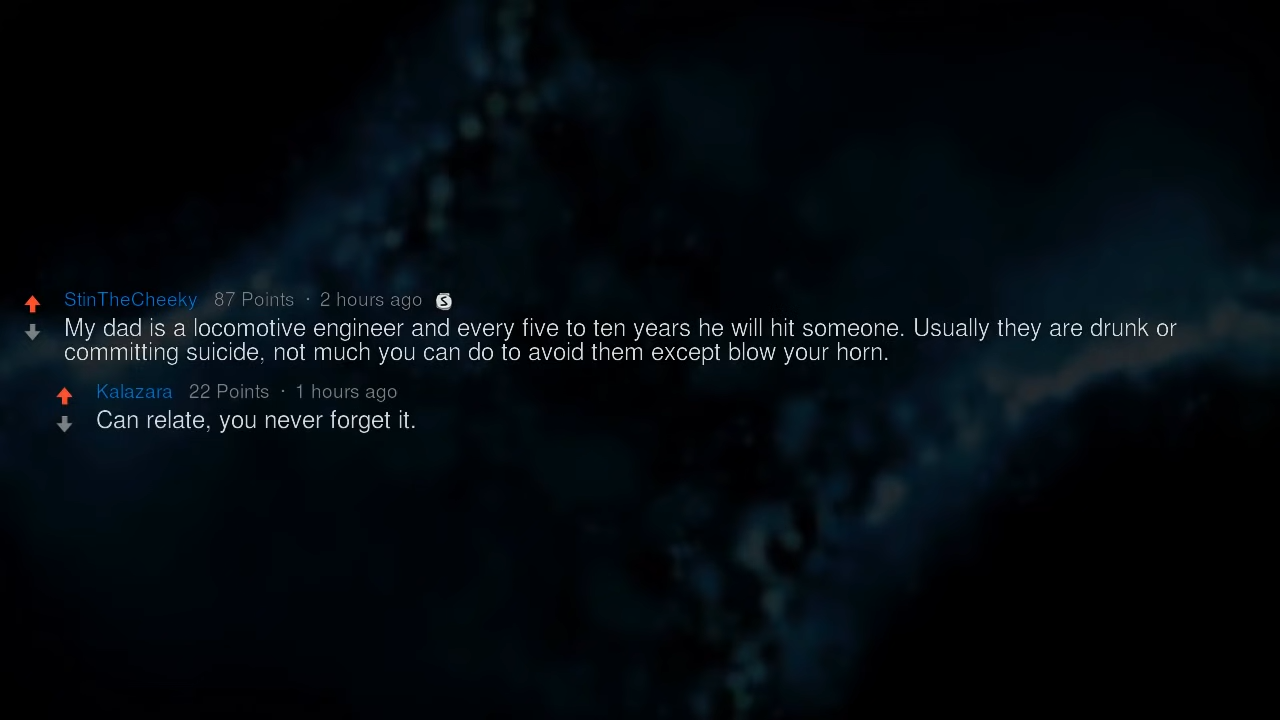 StinTheCheeky 87 Points · 2 hours ago S
My dad is a locomotive engineer and every five to ten years he will hit someone. Usually they are drunk or
committing suicide, not much you can do to avoid them except blow your horn.
Kalazara 22 Points · 1 hours ago
Can relate, you never forget it.